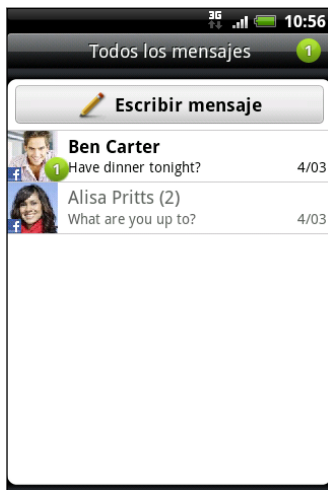 3G 10:56
Todos los mensajes 1
Escribir mensaje
Ben Carter
1 Have dinner tonight? 4/03
Alisa Pritts (2)
What are you up to? 4/03